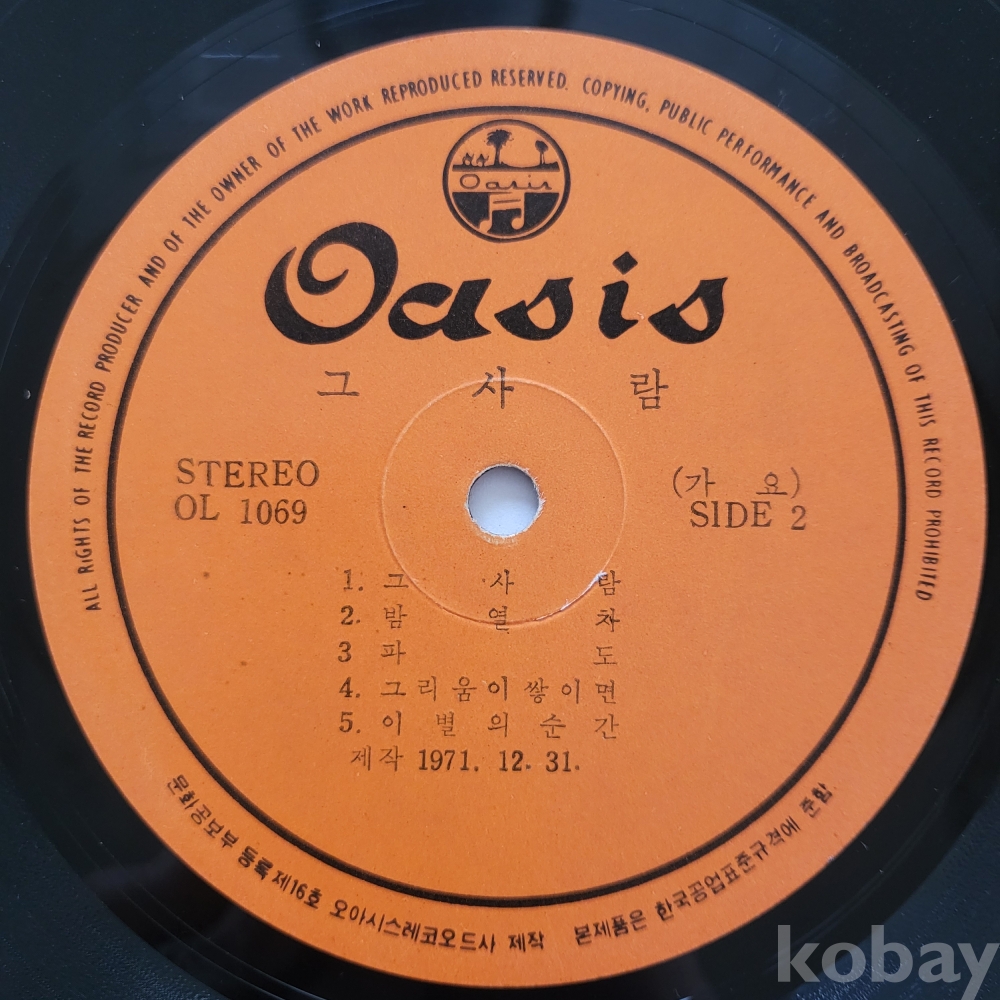 ALL RIGHTS OF THE RECORD PRODUCER AND OF THE OWNER OF THE WORK REPRODUCED RESERVED. COPYING, PUBLIC PERFORMANCE AND BROADCASTING OF THIS RECORD PROHIBITED
Oasis
Oasis
그 사 람
STEREO
OL 1069
(가 요)
SIDE 2
1. 그 사 람
2. 밤 열 차
3 파 도
4. 그리움이쌓이면
5. 이 별 의 순 간
제작 1971. 12. 31.
문화공보부 등록 제16호 오아시스레코오드사 제작 본제품은 한국공업표준규격에 준함.
kobay